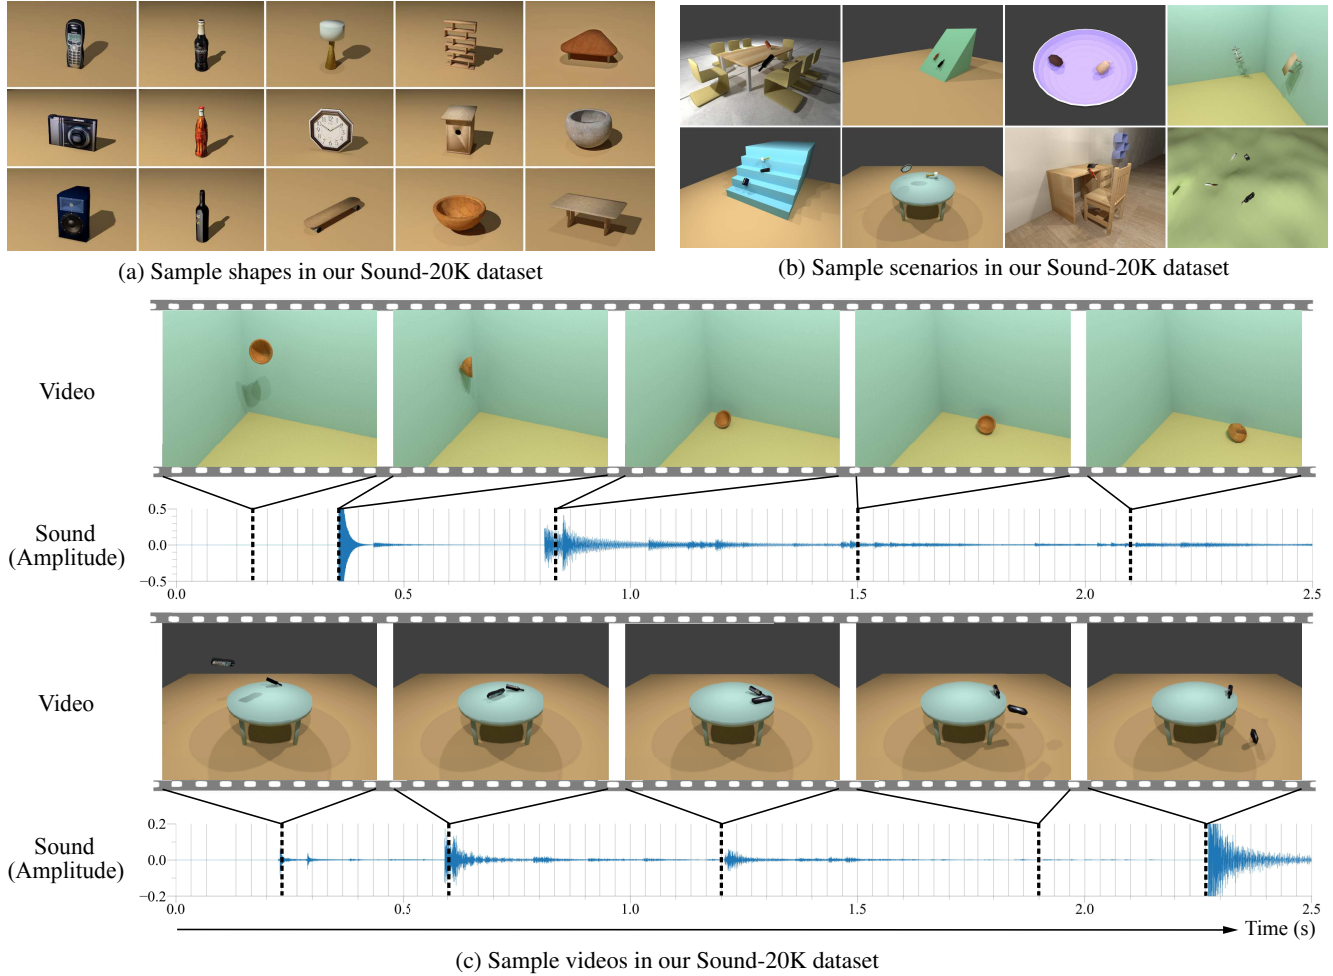 (a) Sample shapes in our Sound-20K dataset
(b) Sample scenarios in our Sound-20K dataset
Video
Sound
(Amplitude)
0.5
0.0
−0.5
0.0 0.5 1.0 1.5 2.0 2.5
Video
Sound
(Amplitude)
0.2
0.0
−0.2
0.0 0.5 1.0 1.5 2.0 2.5
Time (s)
(c) Sample videos in our Sound-20K dataset